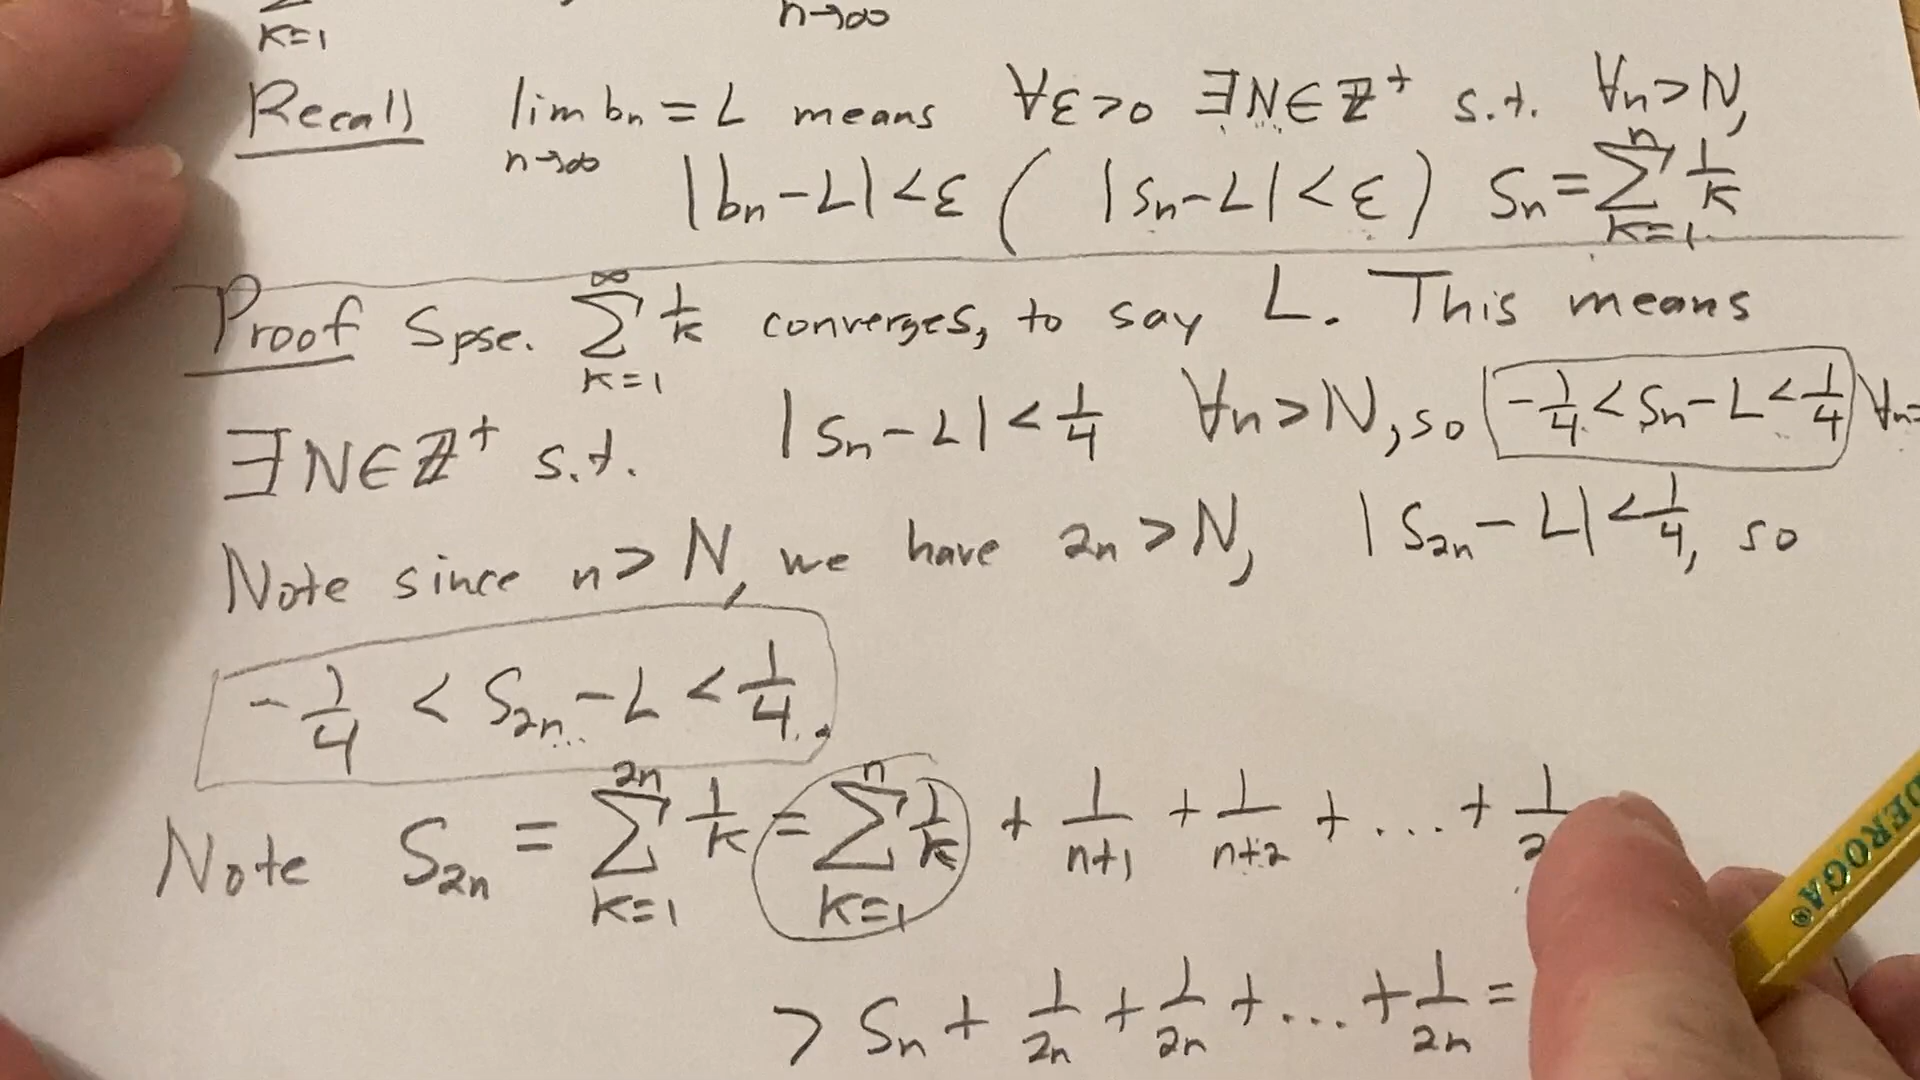 ∑ k=1 n→∞
Recall lim n→∞ bn = L means ∀ε>0 ∃N∈ℤ⁺ s.t. ∀n>N,
|bn-L|<ε ( |Sn-L|<ε ) Sn = ∑_{k=1}^{n} 1/k
Proof Spse. ∑_{k=1}^{∞} 1/k converges, to say L. This means
∃N∈ℤ⁺ s.t. |Sn-L|<1/4 ∀n>N, so -1/4<Sn-L<1/4 ∀n
Note since n>N, we have 2n>N, |S2n-L|<1/4, so
-1/4 < S2n-L < 1/4.
Note S2n = ∑_{k=1}^{2n} 1/k = ∑_{k=1}^{n} 1/k + 1/(n+1) + 1/(n+2) + ... + 1/2
> Sn + 1/2n + 1/2n + ... + 1/2n =
DEROGA®